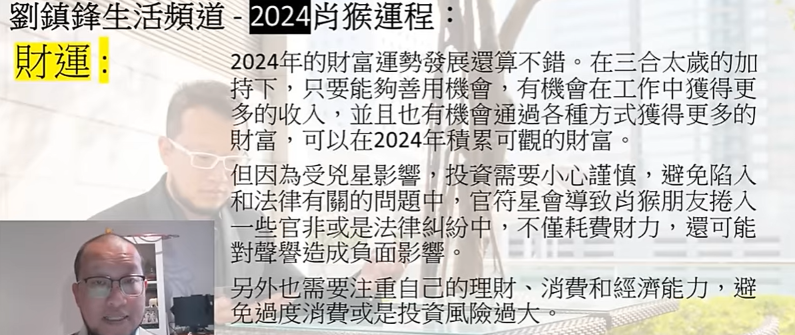 劉鎮鋒生活頻道 - 2024肖猴運程：
財運：
2024年的財富運勢發展還算不錯。在三合太歲的加
持下，只要能夠善用機會，有機會在工作中獲得更
多的收入，並且也有機會通過各種方式獲得更多的
財富，可以在2024年積累可觀的財富。
但因為受兇星影響，投資需要小心謹慎，避免陷入
和法律有關的問題中，官符星會導致肖猴朋友捲入
一些官非或是法律糾紛中，不僅耗費財力，還可能
對聲譽造成負面影響。
另外也需要注重自己的理財、消費和經濟能力，避
免過度消費或是投資風險過大。